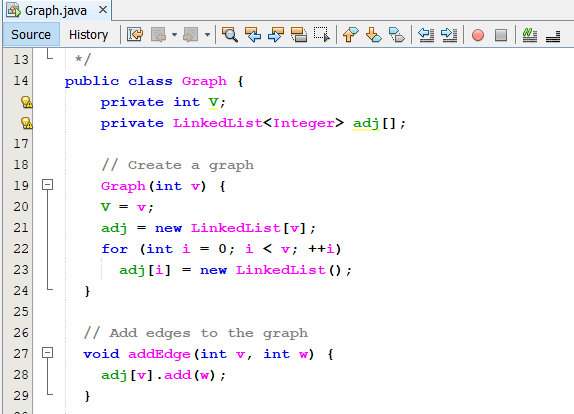 Graph.java
Source History
13 */
14 public class Graph {
private int V;
private LinkedList<Integer> adj[];
17
18 // Create a graph
19 Graph(int v) {
20 V = v;
21 adj = new LinkedList[v];
22 for (int i = 0; i < v; ++i)
23 adj[i] = new LinkedList();
24 }
25
26 // Add edges to the graph
27 void addEdge(int v, int w) {
28 adj[v].add(w);
29 }